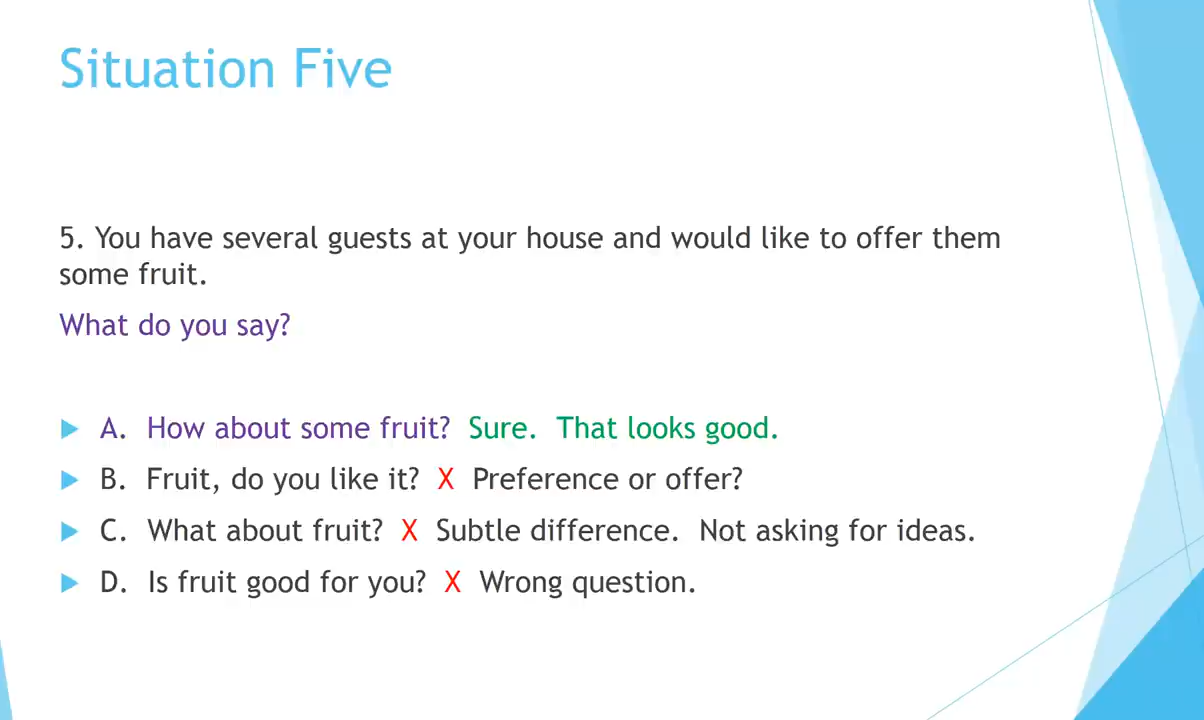 Situation Five
5. You have several guests at your house and would like to offer them
some fruit.
What do you say?
A. How about some fruit? Sure. That looks good.
B. Fruit, do you like it? X Preference or offer?
C. What about fruit? X Subtle difference. Not asking for ideas.
D. Is fruit good for you? X Wrong question.